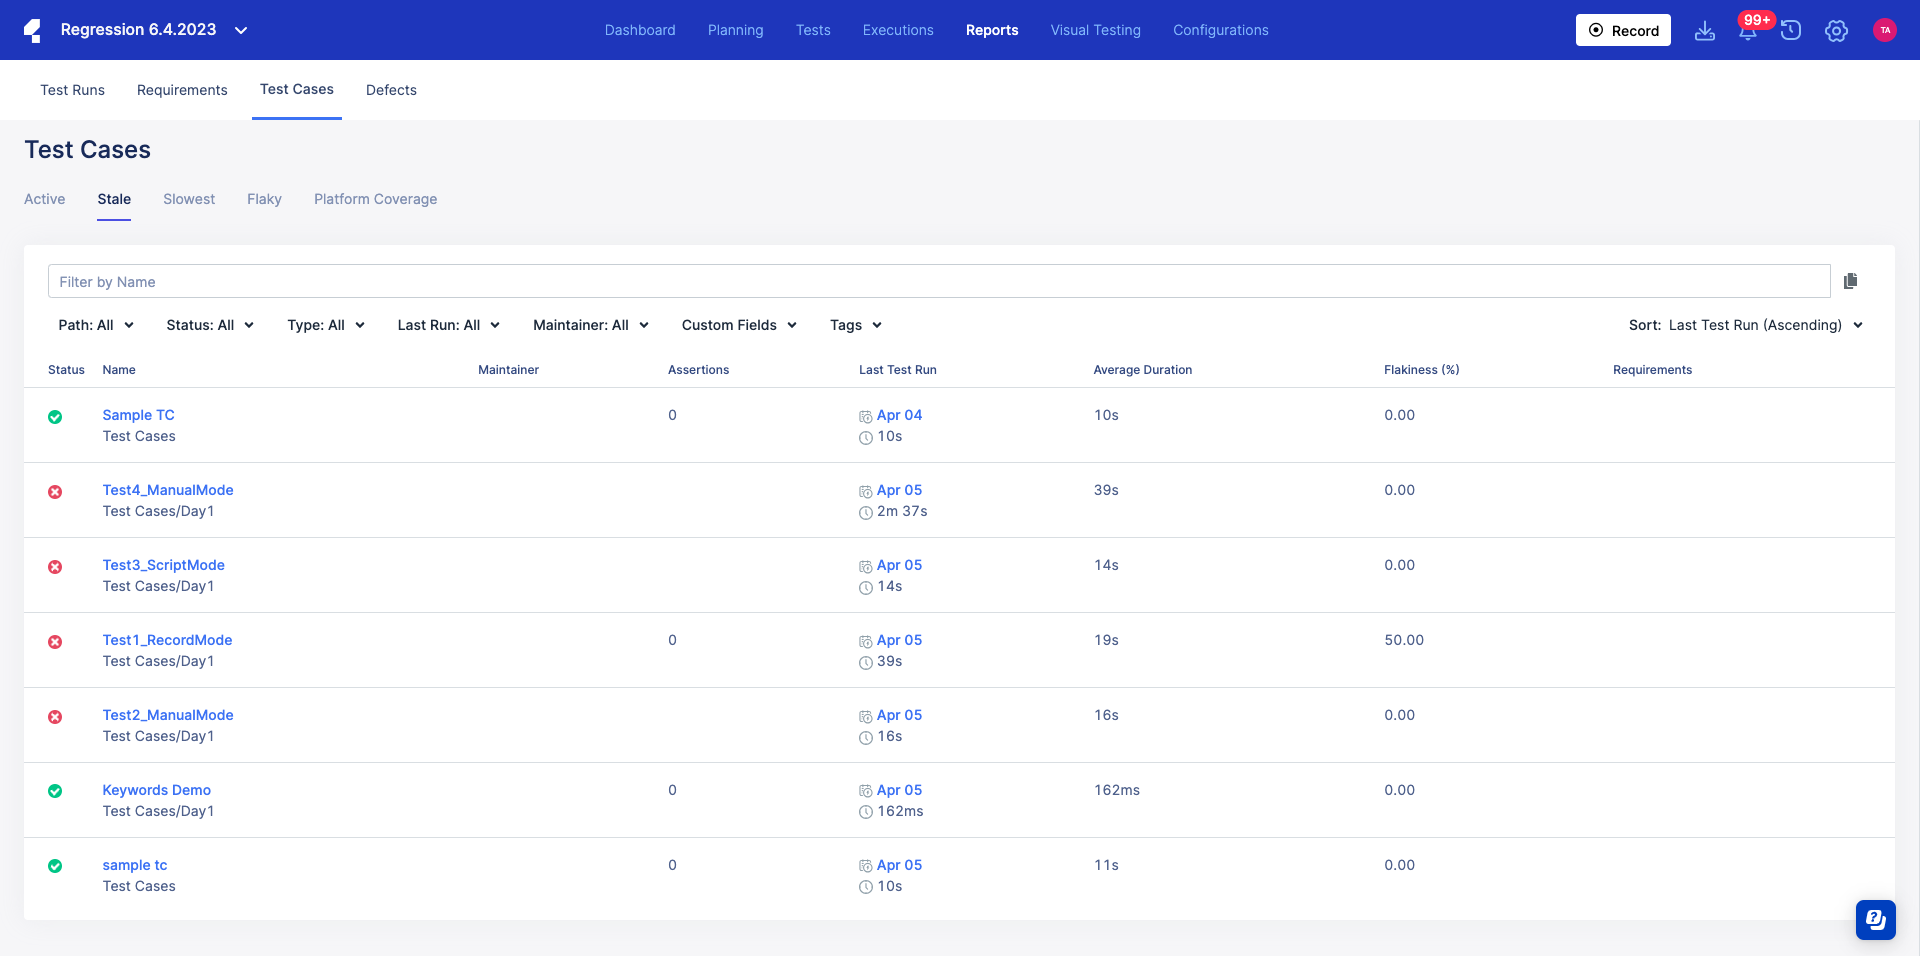 Regression 6.4.2023
Dashboard Planning Tests Executions Reports Visual Testing Configurations
Record
99+
TA
Test Runs Requirements Test Cases Defects
Test Cases
Active Stale Slowest Flaky Platform Coverage
Filter by Name
Path: All Status: All Type: All Last Run: All Maintainer: All Custom Fields Tags Sort: Last Test Run (Ascending)
Status Name Maintainer Assertions Last Test Run Average Duration Flakiness (%) Requirements
Sample TC 0 Apr 04 10s 0.00
Test Cases 10s
Test4_ManualMode Apr 05 39s 0.00
Test Cases/Day1 2m 37s
Test3_ScriptMode Apr 05 14s 0.00
Test Cases/Day1 14s
Test1_RecordMode 0 Apr 05 19s 50.00
Test Cases/Day1 39s
Test2_ManualMode Apr 05 16s 0.00
Test Cases/Day1 16s
Keywords Demo 0 Apr 05 162ms 0.00
Test Cases/Day1 162ms
sample tc 0 Apr 05 11s 0.00
Test Cases 10s